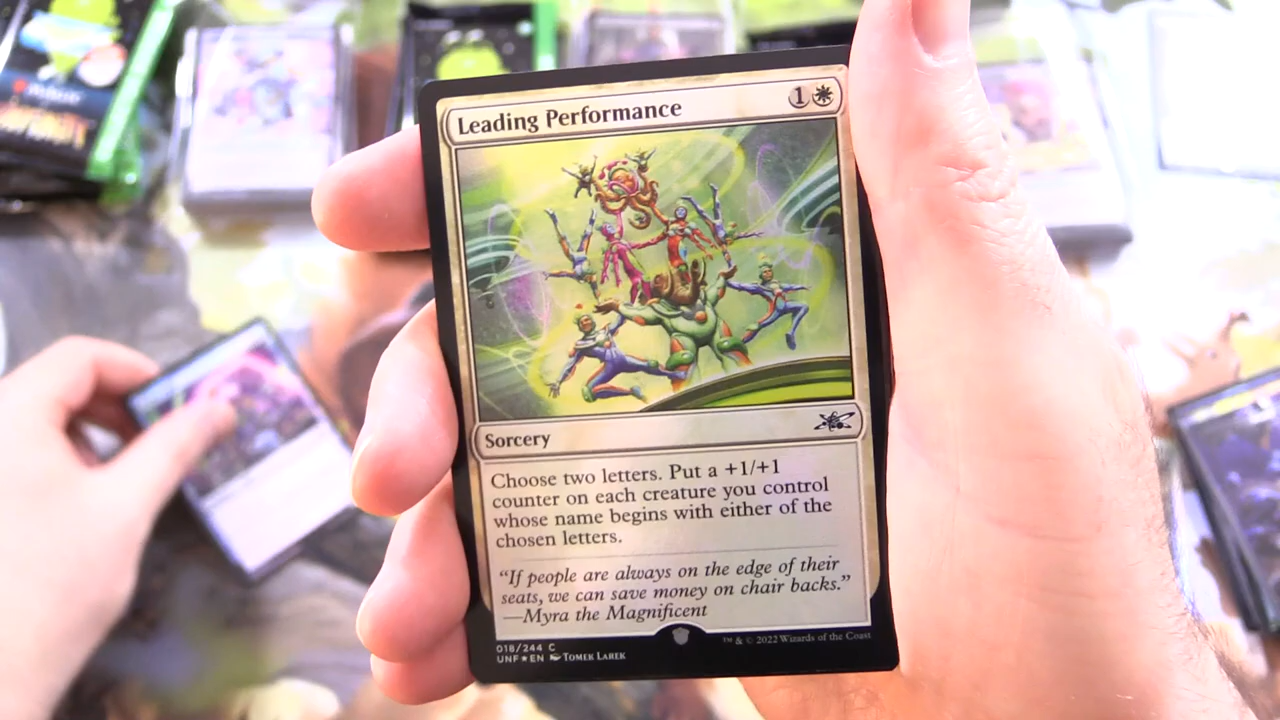 Leading Performance 1
Sorcery
Choose two letters. Put a +1/+1
counter on each creature you control
whose name begins with either of the
chosen letters.
“If people are always on the edge of their
seats, we can save money on chair backs.”
—Myra the Magnificent
018/244 C
UNF★EN Tomek Larek
™ & © 2022 Wizards of the Coast